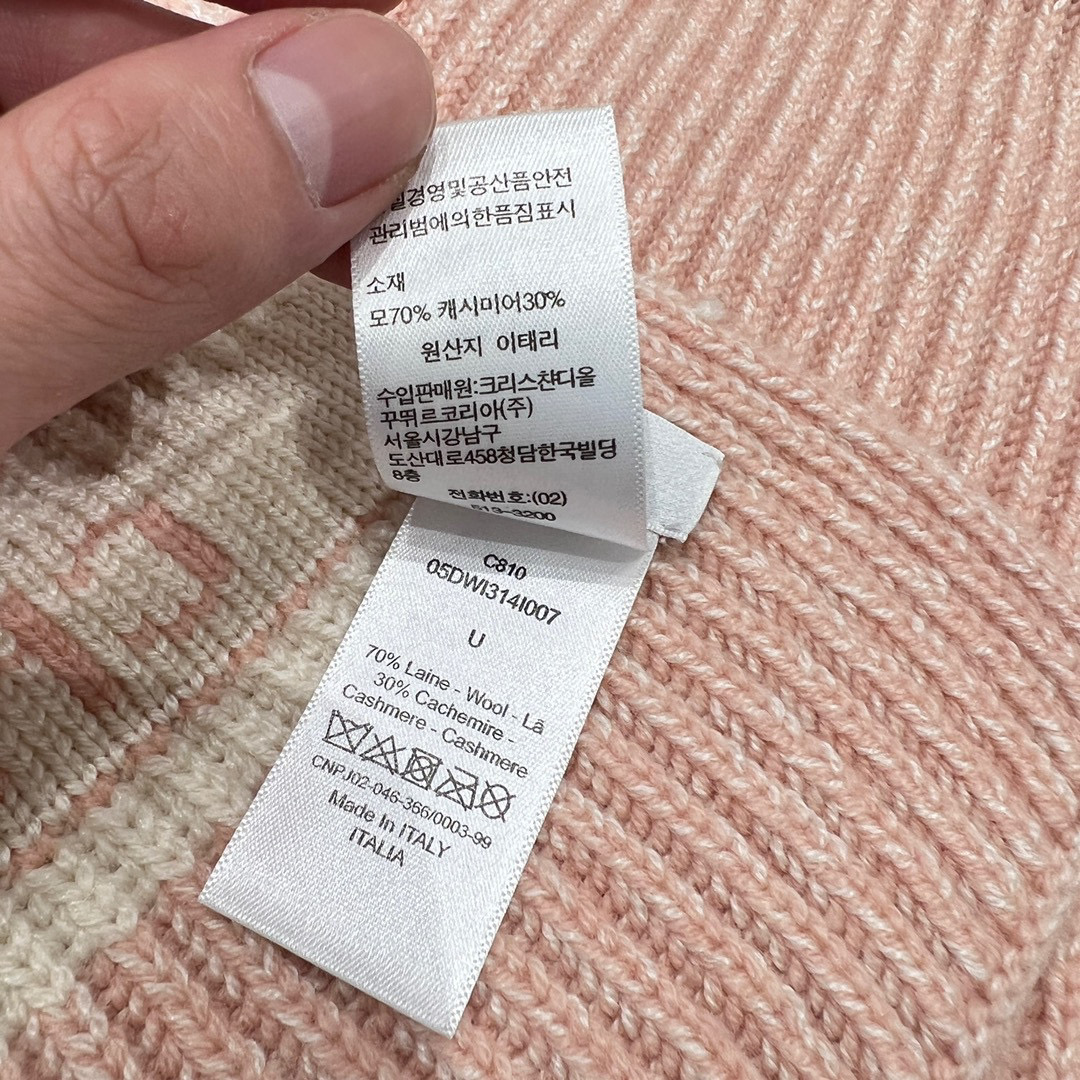 경영및공산품안전
관리범에의한픔짐표시
소재
모70% 캐시미어30%
원산지 이태리
수입판매원:크리스챤디올
꾸뛰르코리아(주)
서울시강남구
도산대로458청담한국빌딩
8층
전화번호:(02)
513-3200
C810
05DWI314I007
U
70% Laine - Wool - Lã
30% Cachemire -
Cashmere - Cashmere
CNPJ02-046-366/0003-99
Made In ITALY
ITALIA